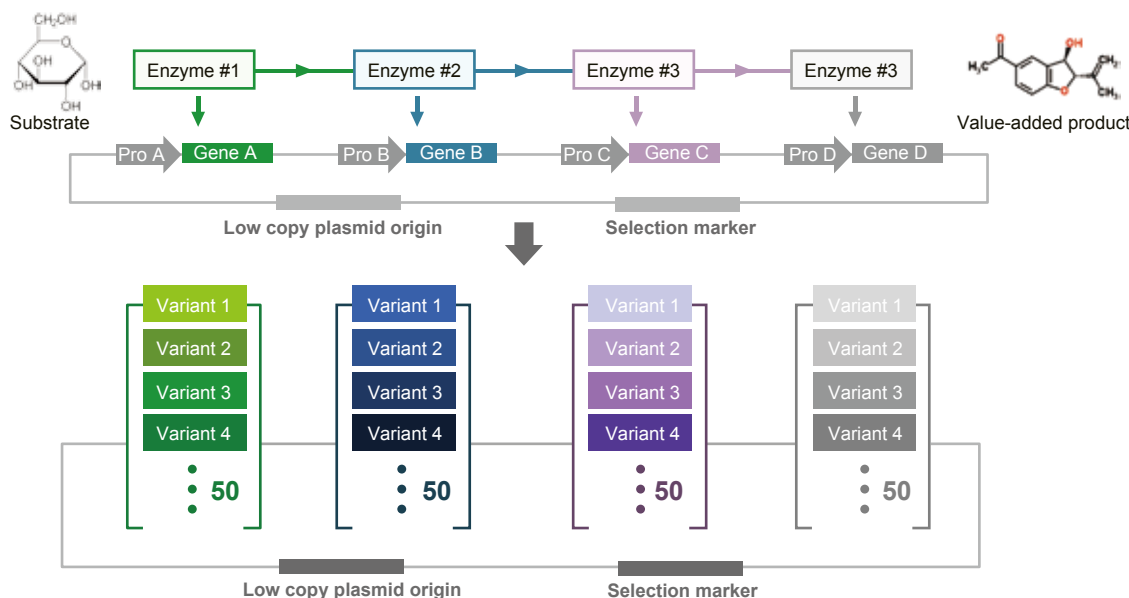 CH₂OH
O
OH
OH
OH
OH
Substrate
Enzyme #1
Enzyme #2
Enzyme #3
Enzyme #3
O
OH
H₃C
O
CH₃
Value-added product
Pro A
Gene A
Pro B
Gene B
Pro C
Gene C
Pro D
Gene D
Low copy plasmid origin
Selection marker
Variant 1
Variant 1
Variant 1
Variant 1
Variant 2
Variant 2
Variant 2
Variant 2
Variant 3
Variant 3
Variant 3
Variant 3
Variant 4
Variant 4
Variant 4
Variant 4
50
50
50
50
Low copy plasmid origin
Selection marker